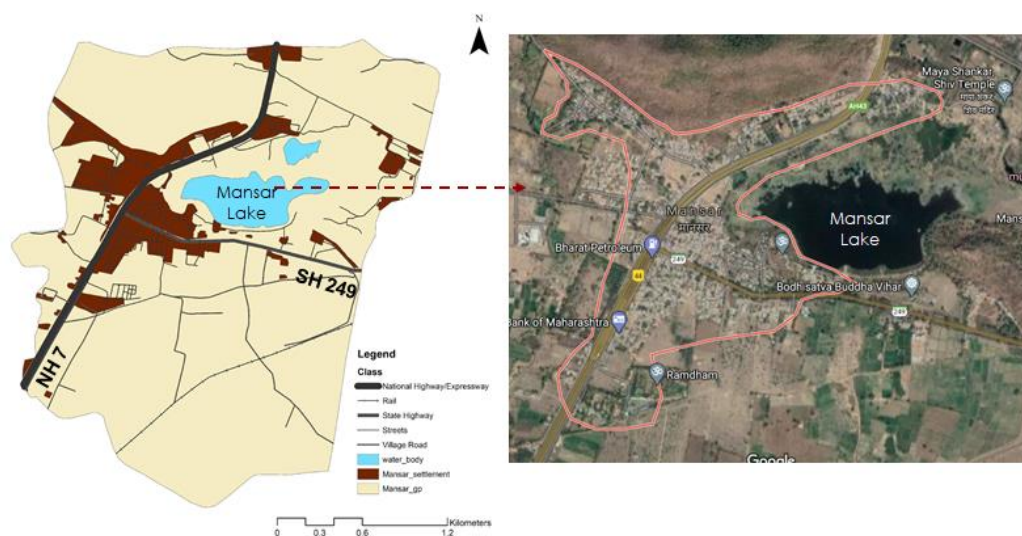 N
Mansar
Lake
SH 249
NH 7
Legend
Class
National Highway/Expressway
Rail
State Highway
Streets
Village Road
water_body
Mansar_settlement
Mansar_gp
Kilometers
0 0.3 0.6 1.2
Maya Shankar
Shiv Temple
AH43
Mansar
मानसर
Mansar
Lake
Bharat Petroleum
249
44
Bodhisatva Buddha Vihar
249
Bank of Maharashtra
Ramdham
Google